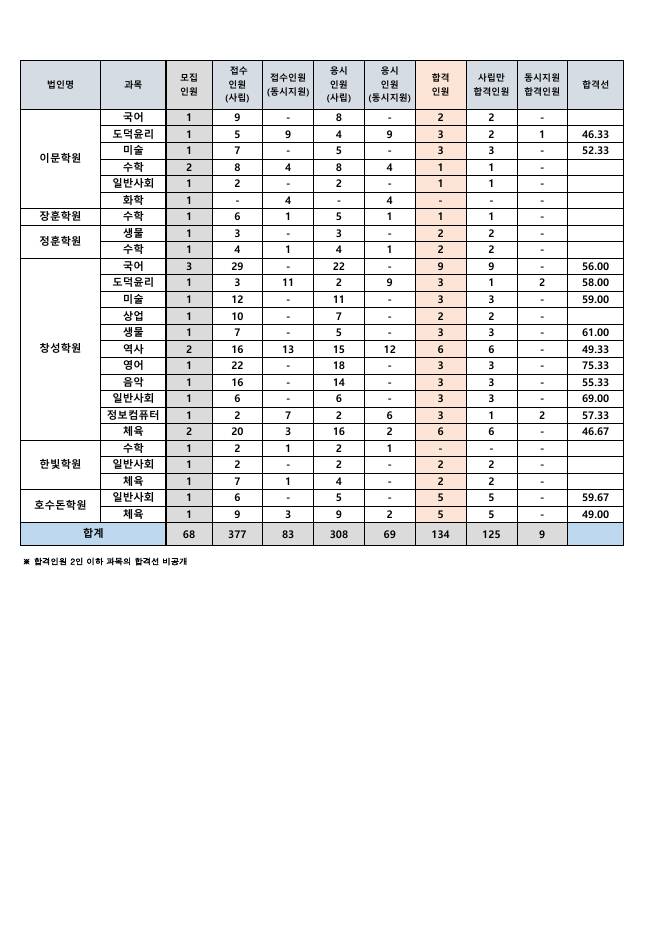 법인명 과목 모집 인원 접수 인원 (사립) 접수인원 (동시지원) 응시 인원 (사립) 응시 인원 (동시지원) 합격 인원 사립만 합격인원 동시지원 합격인원 합격선
이문학원 국어 1 9 - 8 - 2 2 -
도덕윤리 1 5 9 4 9 3 2 1 46.33
미술 1 7 - 5 - 3 3 - 52.33
수학 2 8 4 8 4 1 1 -
일반사회 1 2 - 2 - 1 1 -
화학 1 - 4 - 4 - - -
장훈학원 수학 1 6 1 5 1 1 1 -
정훈학원 생물 1 3 - 3 - 2 2 -
수학 1 4 1 4 1 2 2 -
창성학원 국어 3 29 - 22 - 9 9 - 56.00
도덕윤리 1 3 11 2 9 3 1 2 58.00
미술 1 12 - 11 - 3 3 - 59.00
상업 1 10 - 7 - 2 2 -
생물 1 7 - 5 - 3 3 - 61.00
역사 2 16 13 15 12 6 6 - 49.33
영어 1 22 - 18 - 3 3 - 75.33
음악 1 16 - 14 - 3 3 - 55.33
일반사회 1 6 - 6 - 3 3 - 69.00
정보컴퓨터 1 2 7 2 6 3 1 2 57.33
체육 2 20 3 16 2 6 6 - 46.67
한빛학원 수학 1 2 1 2 1 - - -
일반사회 1 2 - 2 - 2 2 -
체육 1 7 1 4 - 2 2 -
호수돈학원 일반사회 1 6 - 5 - 5 5 - 59.67
체육 1 9 3 9 2 5 5 - 49.00
합계 68 377 83 308 69 134 125 9
※ 합격인원 2인 이하 과목의 합격선 비공개